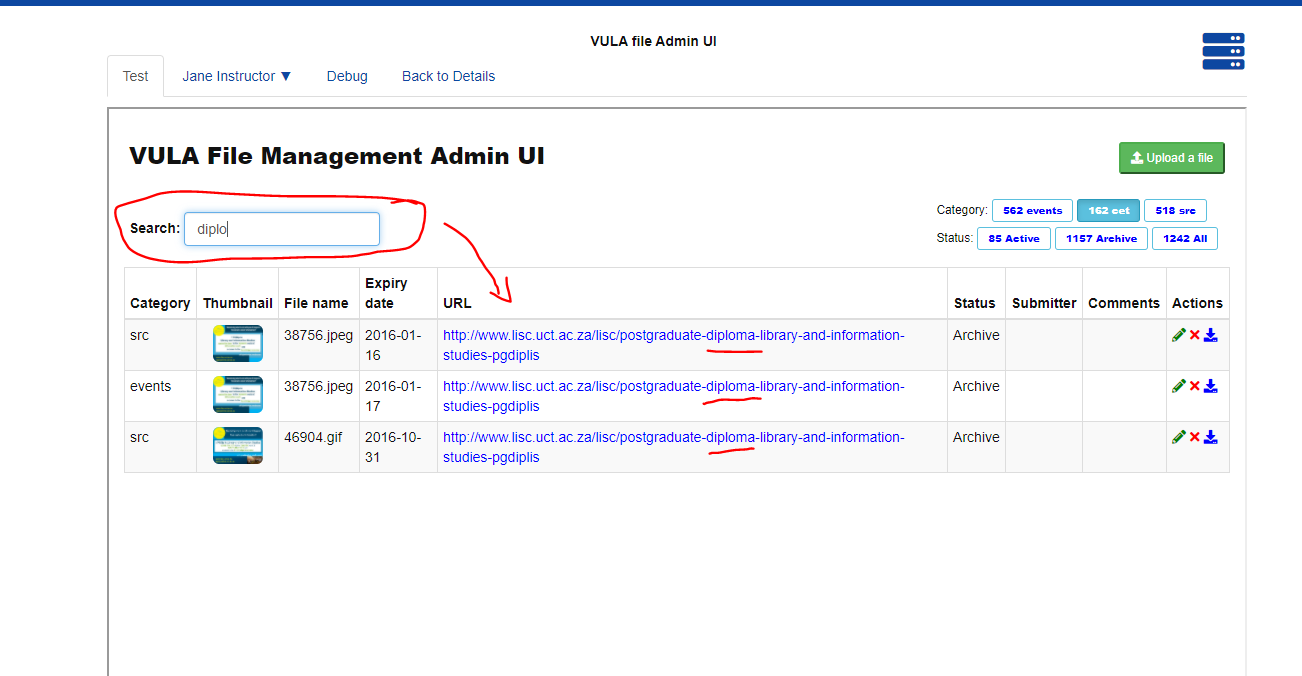 VULA file Admin UI
Test Jane Instructor ▼ Debug Back to Details
VULA File Management Admin UI
Upload a file
Search: diplo
Category: 562 events 162 cet 518 src
Status: 85 Active 1157 Archive 1242 All
Category Thumbnail File name Expiry date URL Status Submitter Comments Actions
src 38756.jpeg 2016-01-16 http://www.lisc.uct.ac.za/lisc/postgraduate-diploma-library-and-information-studies-pgdiplis Archive
events 38756.jpeg 2016-01-17 http://www.lisc.uct.ac.za/lisc/postgraduate-diploma-library-and-information-studies-pgdiplis Archive
src 46904.gif 2016-10-31 http://www.lisc.uct.ac.za/lisc/postgraduate-diploma-library-and-information-studies-pgdiplis Archive